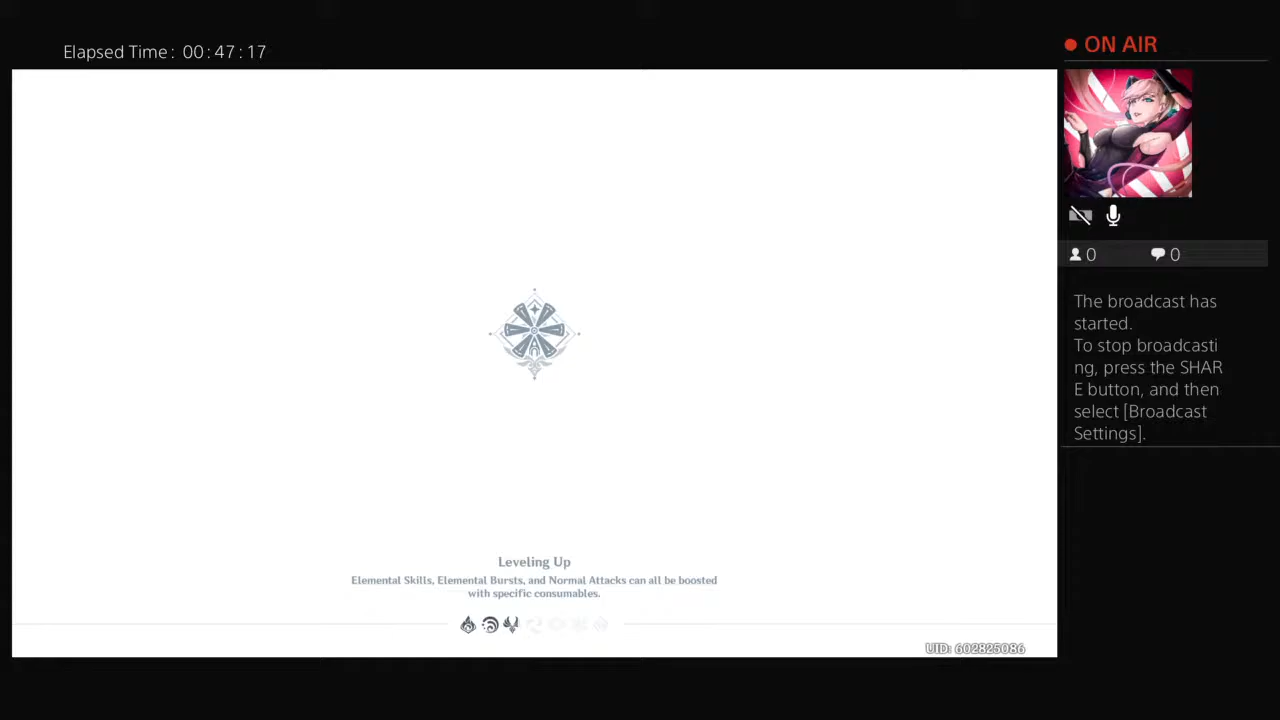 Elapsed Time: 00:47:17
ON AIR
0
0
The broadcast has
started.
To stop broadcasti
ng, press the SHAR
E button, and then
select [Broadcast
Settings].
Leveling Up
Elemental Skills, Elemental Bursts, and Normal Attacks can all be boosted
with specific consumables.
UID: 602825086